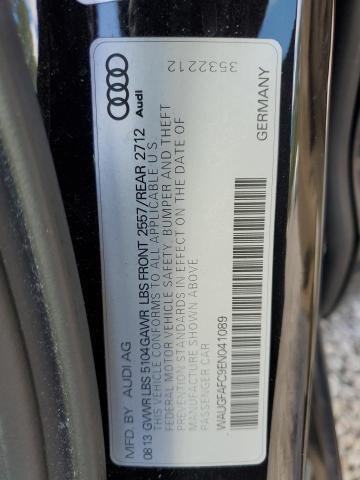 MFD. BY AUDI AG
0813 GVWR LBS 5104 GAWR LBS FRONT 2557/REAR 2712
THIS VEHICLE CONFORMS TO ALL APPLICABLE U.S.
FEDERAL MOTOR VEHICLE SAFETY, BUMPER AND THEFT
PREVENTION STANDARDS IN EFFECT ON THE DATE OF
MANUFACTURE SHOWN ABOVE.
PASSENGER CAR
WAUGFAFC9EN041089
GERMANY
Audi
3532212